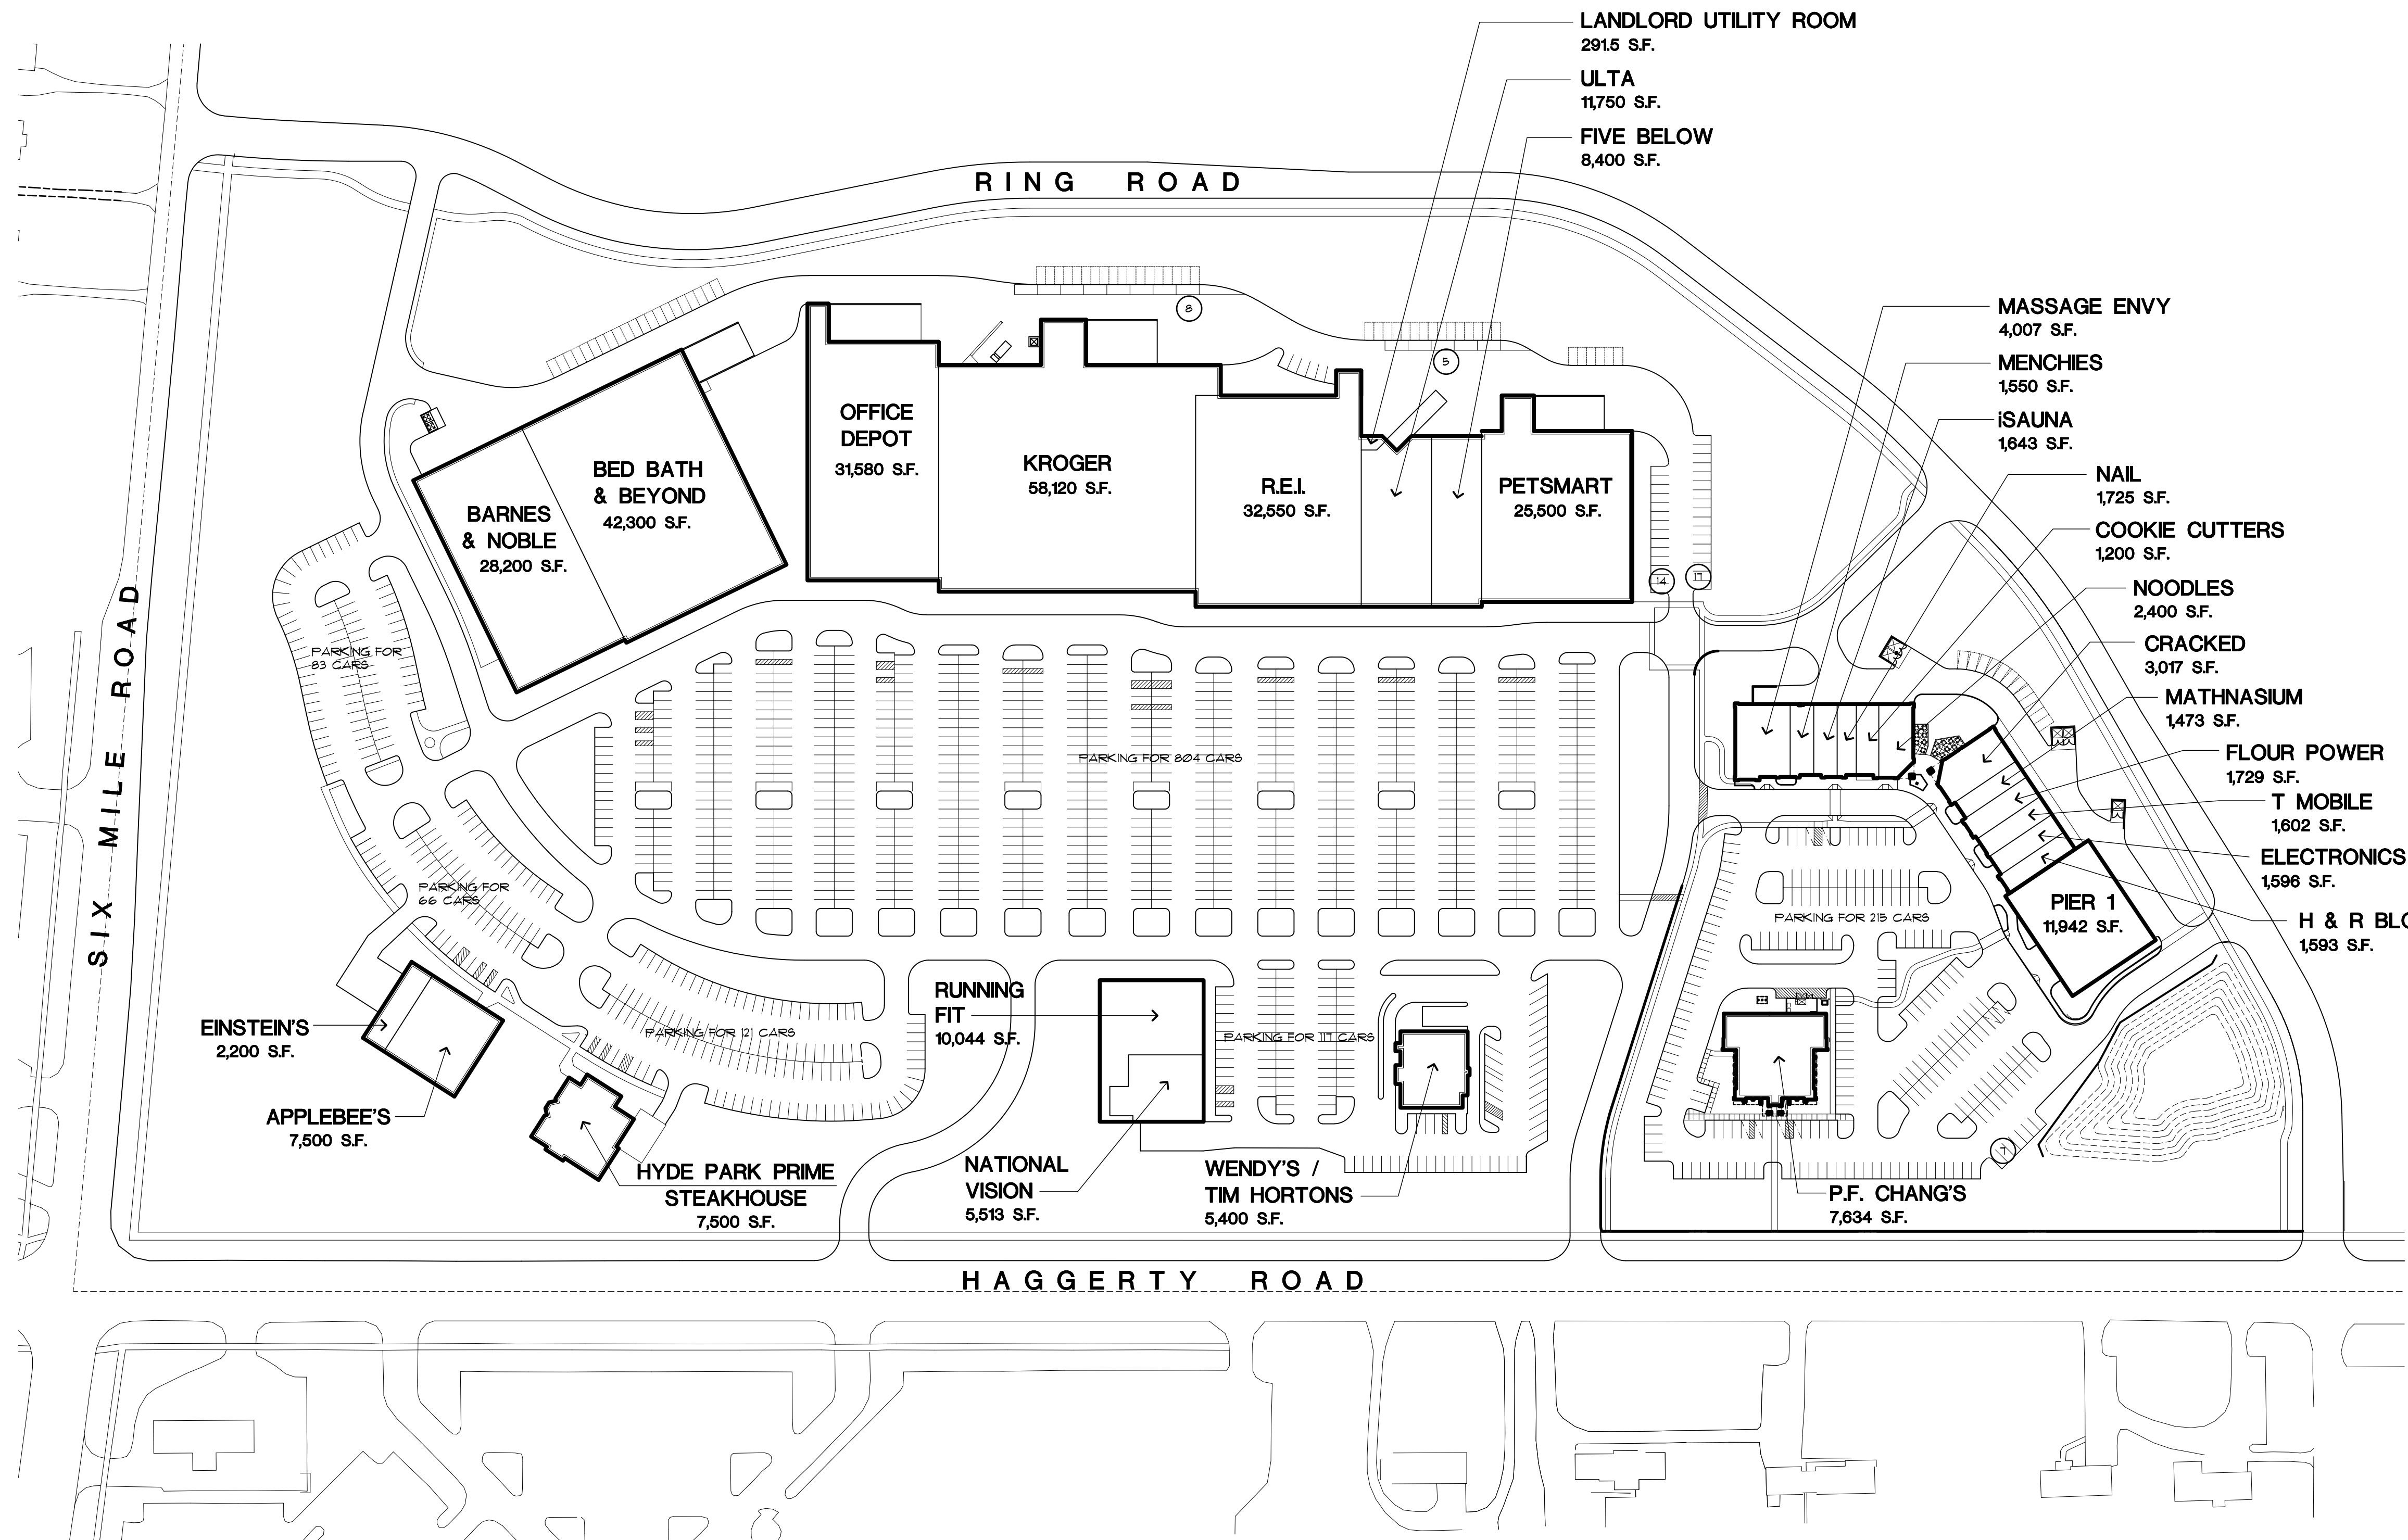 LANDLORD UTILITY ROOM
291.5 S.F.
ULTA
11,750 S.F.
FIVE BELOW
8,400 S.F.
RING ROAD
MASSAGE ENVY
4,007 S.F.
MENCHIES
1,550 S.F.
iSAUNA
1,643 S.F.
NAIL
1,725 S.F.
COOKIE CUTTERS
1,200 S.F.
NOODLES
2,400 S.F.
CRACKED
3,017 S.F.
MATHNASIUM
1,473 S.F.
FLOUR POWER
1,729 S.F.
T MOBILE
1,602 S.F.
ELECTRONICS
1,596 S.F.
H & R BLO
1,593 S.F.
PIER 1
11,942 S.F.
8
5
14
17
OFFICE
DEPOT
31,580 S.F.
KROGER
58,120 S.F.
R.E.I.
32,550 S.F.
PETSMART
25,500 S.F.
BED BATH
& BEYOND
42,300 S.F.
BARNES
& NOBLE
28,200 S.F.
SIX MILE ROAD
PARKING FOR
83 CARS
PARKING FOR 804 CARS
PARKING FOR
66 CARS
PARKING FOR 215 CARS
PARKING FOR 121 CARS
PARKING FOR 117 CARS
RUNNING
FIT
10,044 S.F.
EINSTEIN'S
2,200 S.F.
APPLEBEE'S
7,500 S.F.
HYDE PARK PRIME
STEAKHOUSE
7,500 S.F.
NATIONAL
VISION
5,513 S.F.
WENDY'S /
TIM HORTONS
5,400 S.F.
P.F. CHANG'S
7,634 S.F.
7
HAGGERTY ROAD